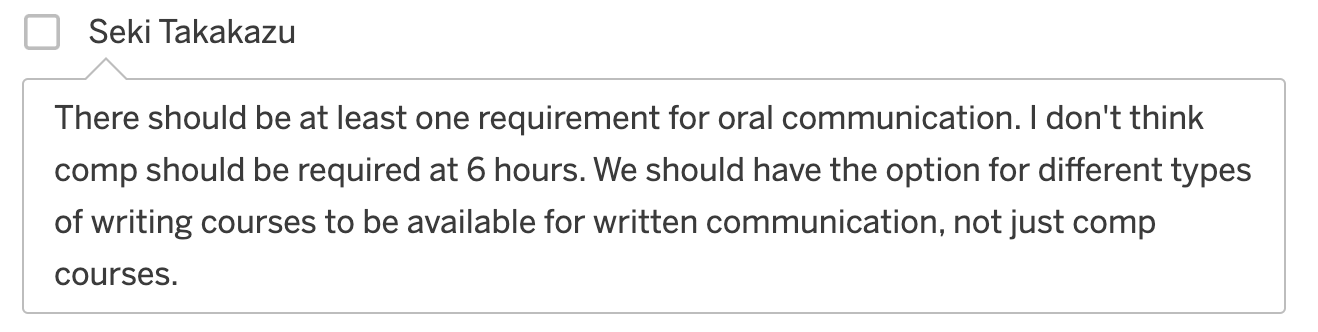 Seki Takakazu
There should be at least one requirement for oral communication. I don't think
comp should be required at 6 hours. We should have the option for different types
of writing courses to be available for written communication, not just comp
courses.